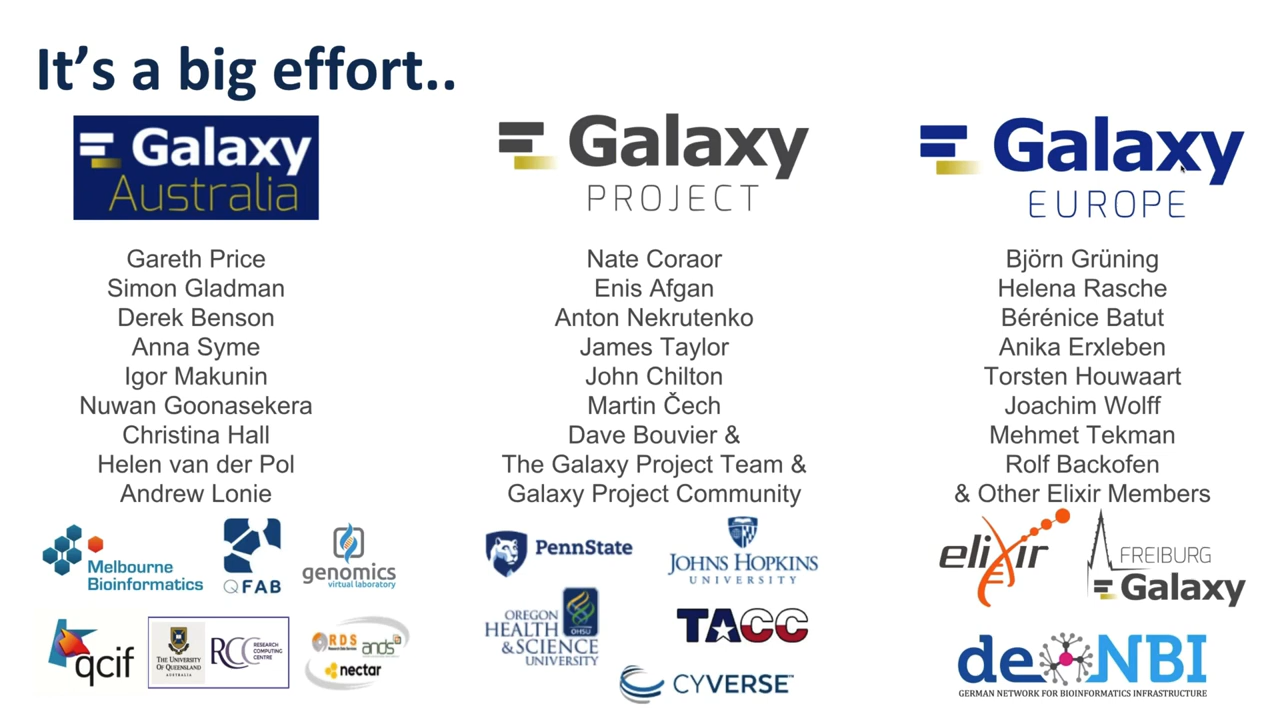 It's a big effort..
Galaxy
Australia
Gareth Price
Simon Gladman
Derek Benson
Anna Syme
Igor Makunin
Nuwan Goonasekera
Christina Hall
Helen van der Pol
Andrew Lonie
Melbourne
Bioinformatics
QFAB
genomics
virtual laboratory
qcif
THE UNIVERSITY
OF QUEENSLAND
AUSTRALIA
RCC
RESEARCH
COMPUTING
CENTRE
RDS
Research Data Services
ands
nectar
Galaxy
PROJECT
Nate Coraor
Enis Afgan
Anton Nekrutenko
James Taylor
John Chilton
Martin Čech
Dave Bouvier &
The Galaxy Project Team &
Galaxy Project Community
PennState
JOHNS HOPKINS
UNIVERSITY
OREGON
HEALTH
& SCIENCE
UNIVERSITY
OHSU
TACC
CYVERSE™
Galaxy
EUROPE
Björn Grüning
Helena Rasche
Bérénice Batut
Anika Erxleben
Torsten Houwaart
Joachim Wolff
Mehmet Tekman
Rolf Backofen
& Other Elixir Members
elixir
FREIBURG
Galaxy
de.NBI
GERMAN NETWORK FOR BIOINFORMATICS INFRASTRUCTURE